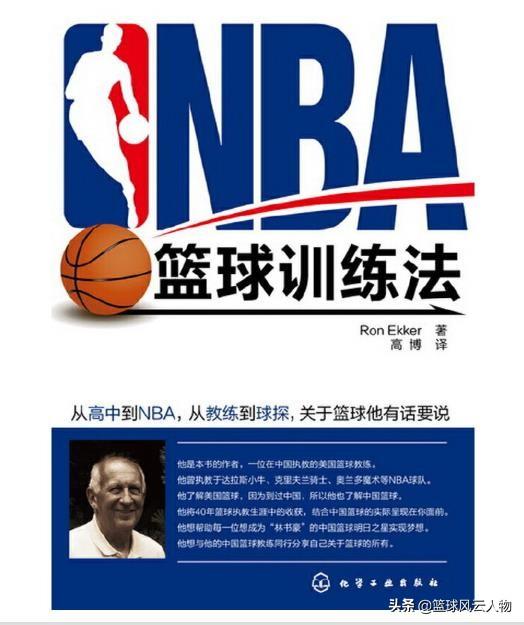 NBA
篮球训练法
Ron Ekker 著
高 博 译
从高中到NBA，从教练到球探，关于篮球他有话要说
他是本书的作者，一位在中国执教的美国篮球教练。
他曾执教于达拉斯小牛、克里夫兰骑士、奥兰多魔术等NBA球队。
他了解美国篮球，因为到过中国，所以他也了解中国篮球。
他将40年篮球执教生涯中的收获，结合中国篮球的实际呈现在你面前。
他想帮助每一位想成为“林书豪”的中国篮球明日之星实现梦想。
他想与他的中国篮球教练同行分享自己关于篮球的所有。
化学工业出版社
头条 @篮球风云人物